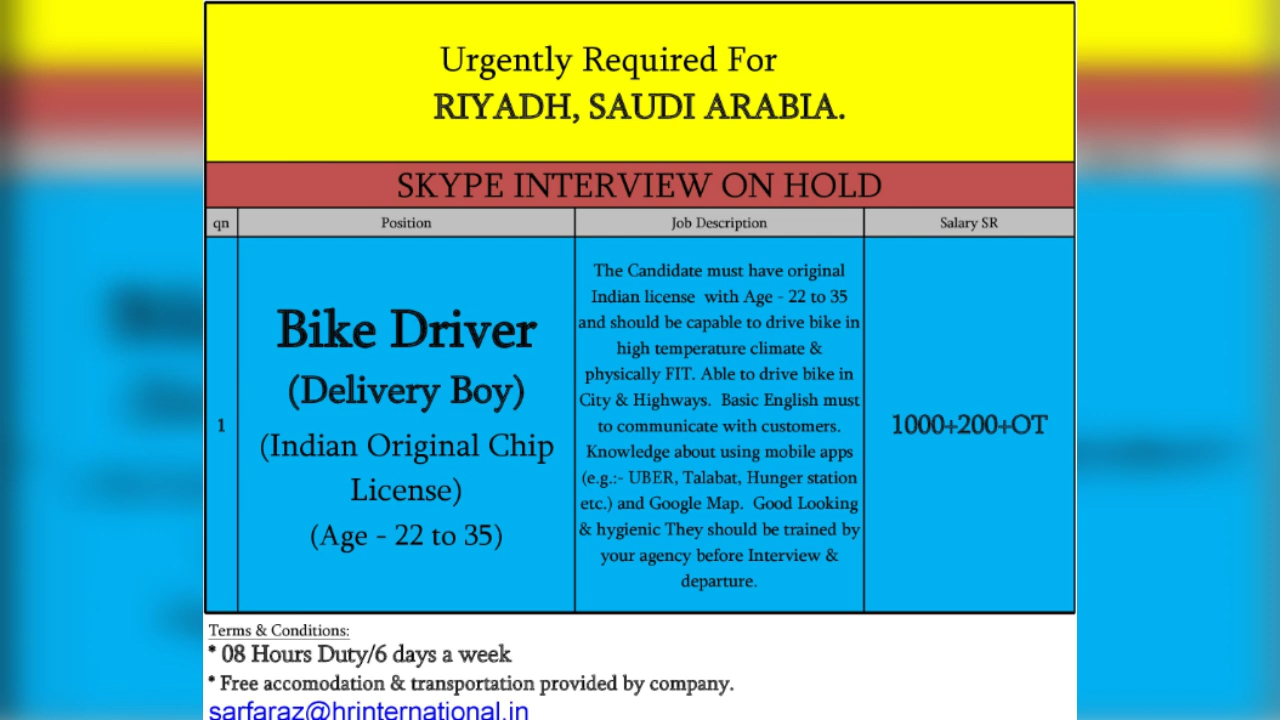 Urgently Required For
RIYADH, SAUDI ARABIA.
SKYPE INTERVIEW ON HOLD
qn Position Job Description Salary SR
1
Bike Driver
(Delivery Boy)
(Indian Original Chip
License)
(Age - 22 to 35)
The Candidate must have original
Indian license with Age - 22 to 35
and should be capable to drive bike in
high temperature climate &
physically FIT. Able to drive bike in
City & Highways. Basic English must
to communicate with customers.
Knowledge about using mobile apps
(e.g.:- UBER, Talabat, Hunger station
etc.) and Google Map. Good Looking
& hygienic They should be trained by
your agency before Interview &
departure.
1000+200+OT
Terms & Conditions:
* 08 Hours Duty/6 days a week
* Free accomodation & transportation provided by company.
sarfaraz@hrinternational.in